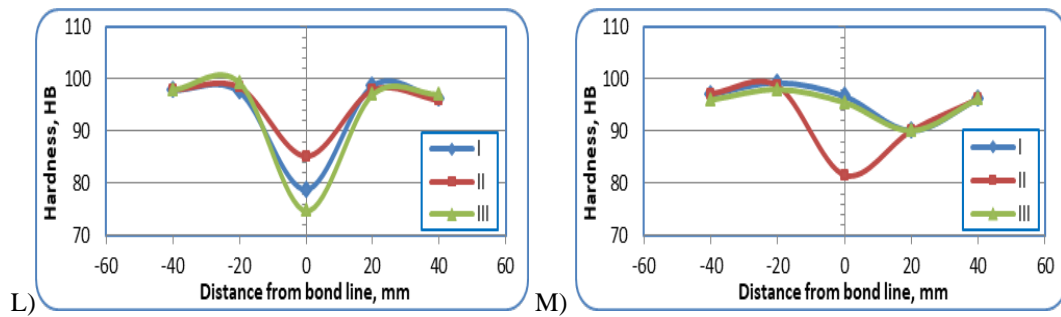 110
100
90
80
70
Hardness, HB
-60 -40 -20 0 20 40 60
Distance from bond line, mm
I
II
III
L)
110
100
90
80
70
Hardness, HB
-60 -40 -20 0 20 40 60
Distance from bond line, mm
I
II
III
M)